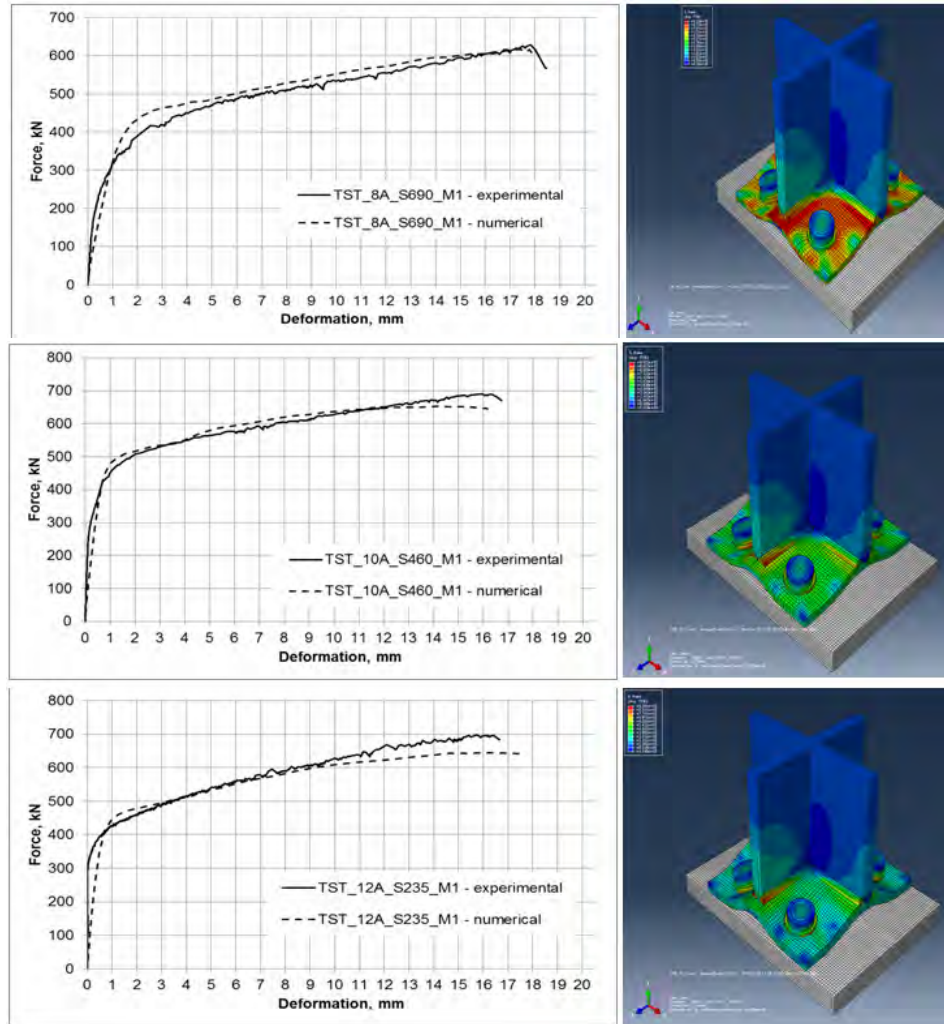 700
600
500
400
300
200
100
0
Force, kN
TST_8A_S690_M1 - experimental
TST_8A_S690_M1 - numerical
0 1 2 3 4 5 6 7 8 9 10 11 12 13 14 15 16 17 18 19 20
Deformation, mm
800
700
600
500
400
300
200
100
0
Force, kN
TST_10A_S460_M1 - experimental
TST_10A_S460_M1 - numerical
0 1 2 3 4 5 6 7 8 9 10 11 12 13 14 15 16 17 18 19 20
Deformation, mm
800
700
600
500
400
300
200
100
0
Force, kN
TST_12A_S235_M1 - experimental
TST_12A_S235_M1 - numerical
0 1 2 3 4 5 6 7 8 9 10 11 12 13 14 15 16 17 18 19 20
Deformation, mm